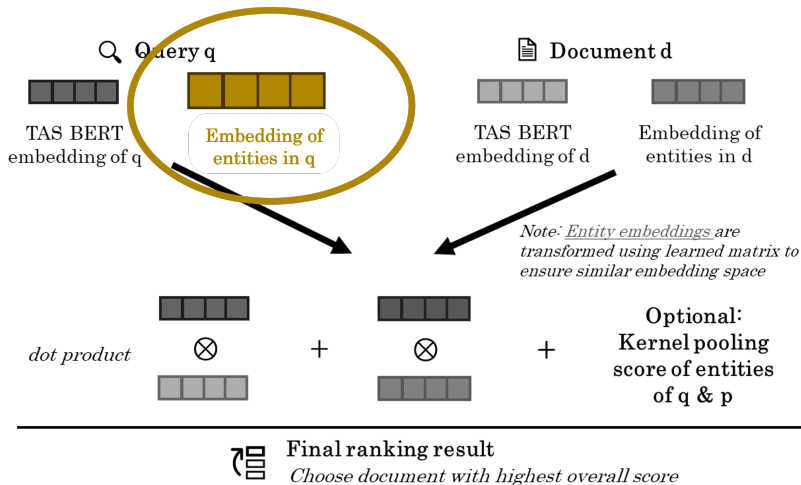 Query q
Document d
TAS BERT
embedding of q
Embedding of
entities in q
TAS BERT
embedding of d
Embedding of
entities in d
Note: Entity embeddings are
transformed using learned matrix to
ensure similar embedding space
dot product
+
+
Optional:
Kernel pooling
score of entities
of q & p
Final ranking result
Choose document with highest overall score